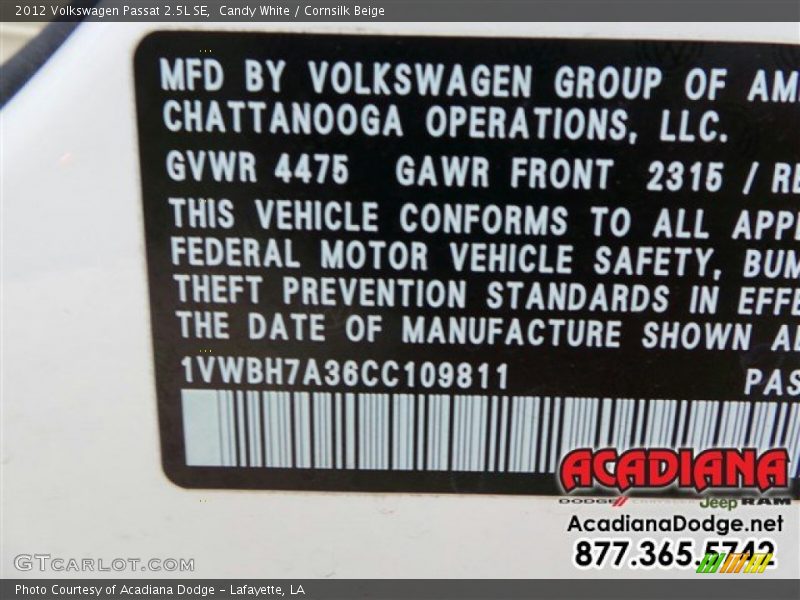 2012 Volkswagen Passat 2.5L SE,  Candy White / Cornsilk Beige
MFD BY VOLKSWAGEN GROUP OF AM
CHATTANOOGA OPERATIONS, LLC.
GVWR 4475 GAWR FRONT 2315 / RE
THIS VEHICLE CONFORMS TO ALL APPL
FEDERAL MOTOR VEHICLE SAFETY, BUM
THEFT PREVENTION STANDARDS IN EFFE
THE DATE OF MANUFACTURE SHOWN A
1VWBH7A36CC109811 PAS
ACADIANA
DODGE CHRYSLER Jeep RAM
AcadianaDodge.net
877.365.5742
GTCARLOT.COM
Photo Courtesy of Acadiana Dodge - Lafayette, LA